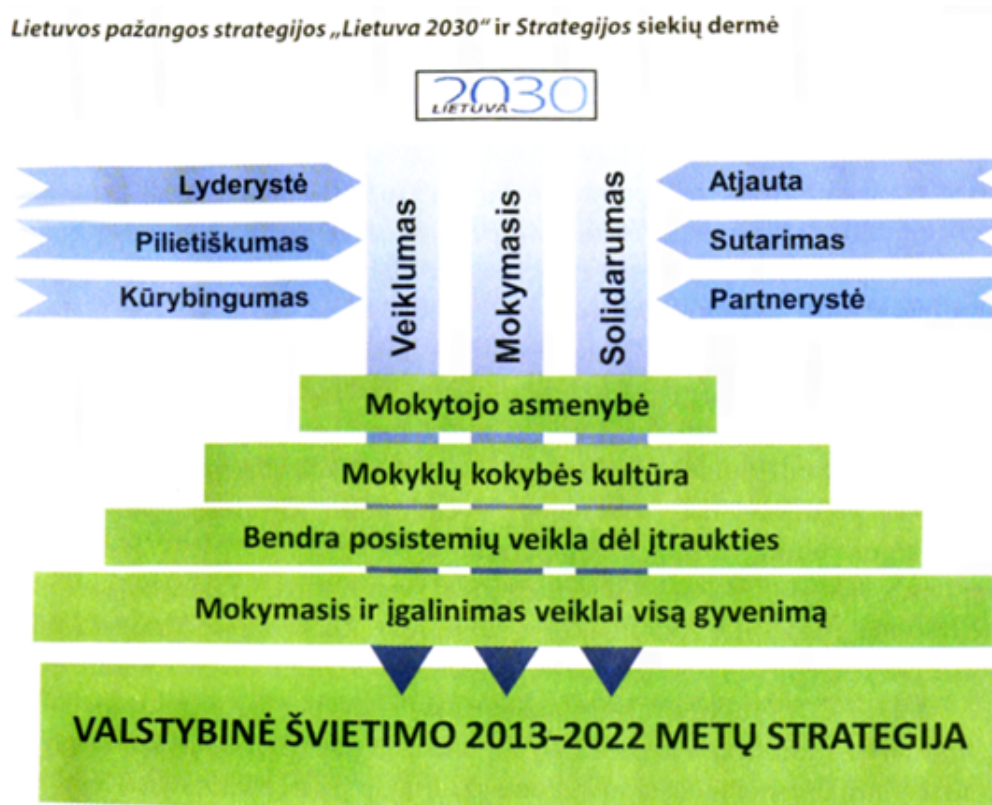 Lietuvos pažangos strategijos „Lietuva 2030“ ir Strategijos siekių dermė
2030
LIETUVA
Lyderystė
Pilietiškumas
Kūrybingumas
Veiklumas
Mokymasis
Solidarumas
Atjauta
Sutarimas
Partnerystė
Mokytojo asmenybė
Mokyklų kokybės kultūra
Bendra posistemių veikla dėl įtraukties
Mokymasis ir įgalinimas veiklai visą gyvenimą
VALSTYBINĖ ŠVIETIMO 2013–2022 METŲ STRATEGIJA